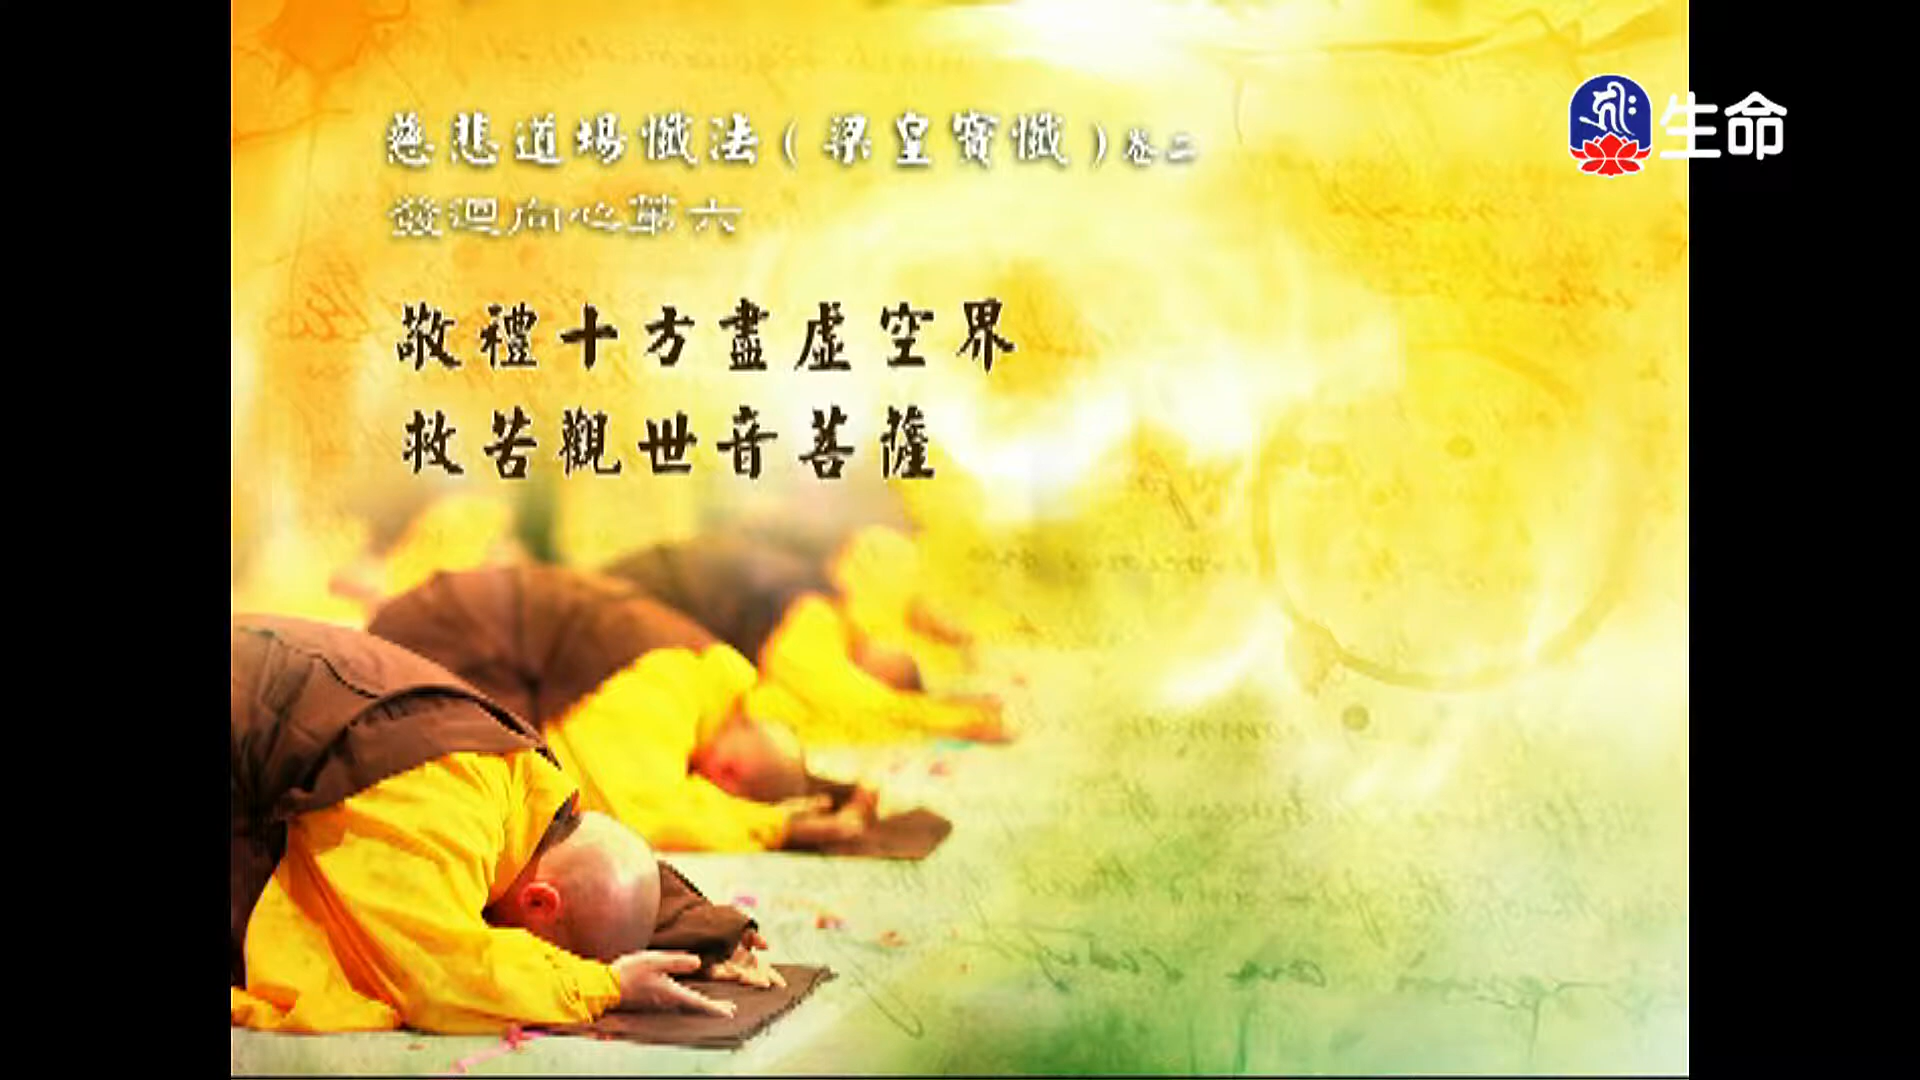 慈悲道場懺法(梁皇寶懺)卷二
發迴向心第六
敬禮十方盡虛空界
救苦觀世音菩薩
生命